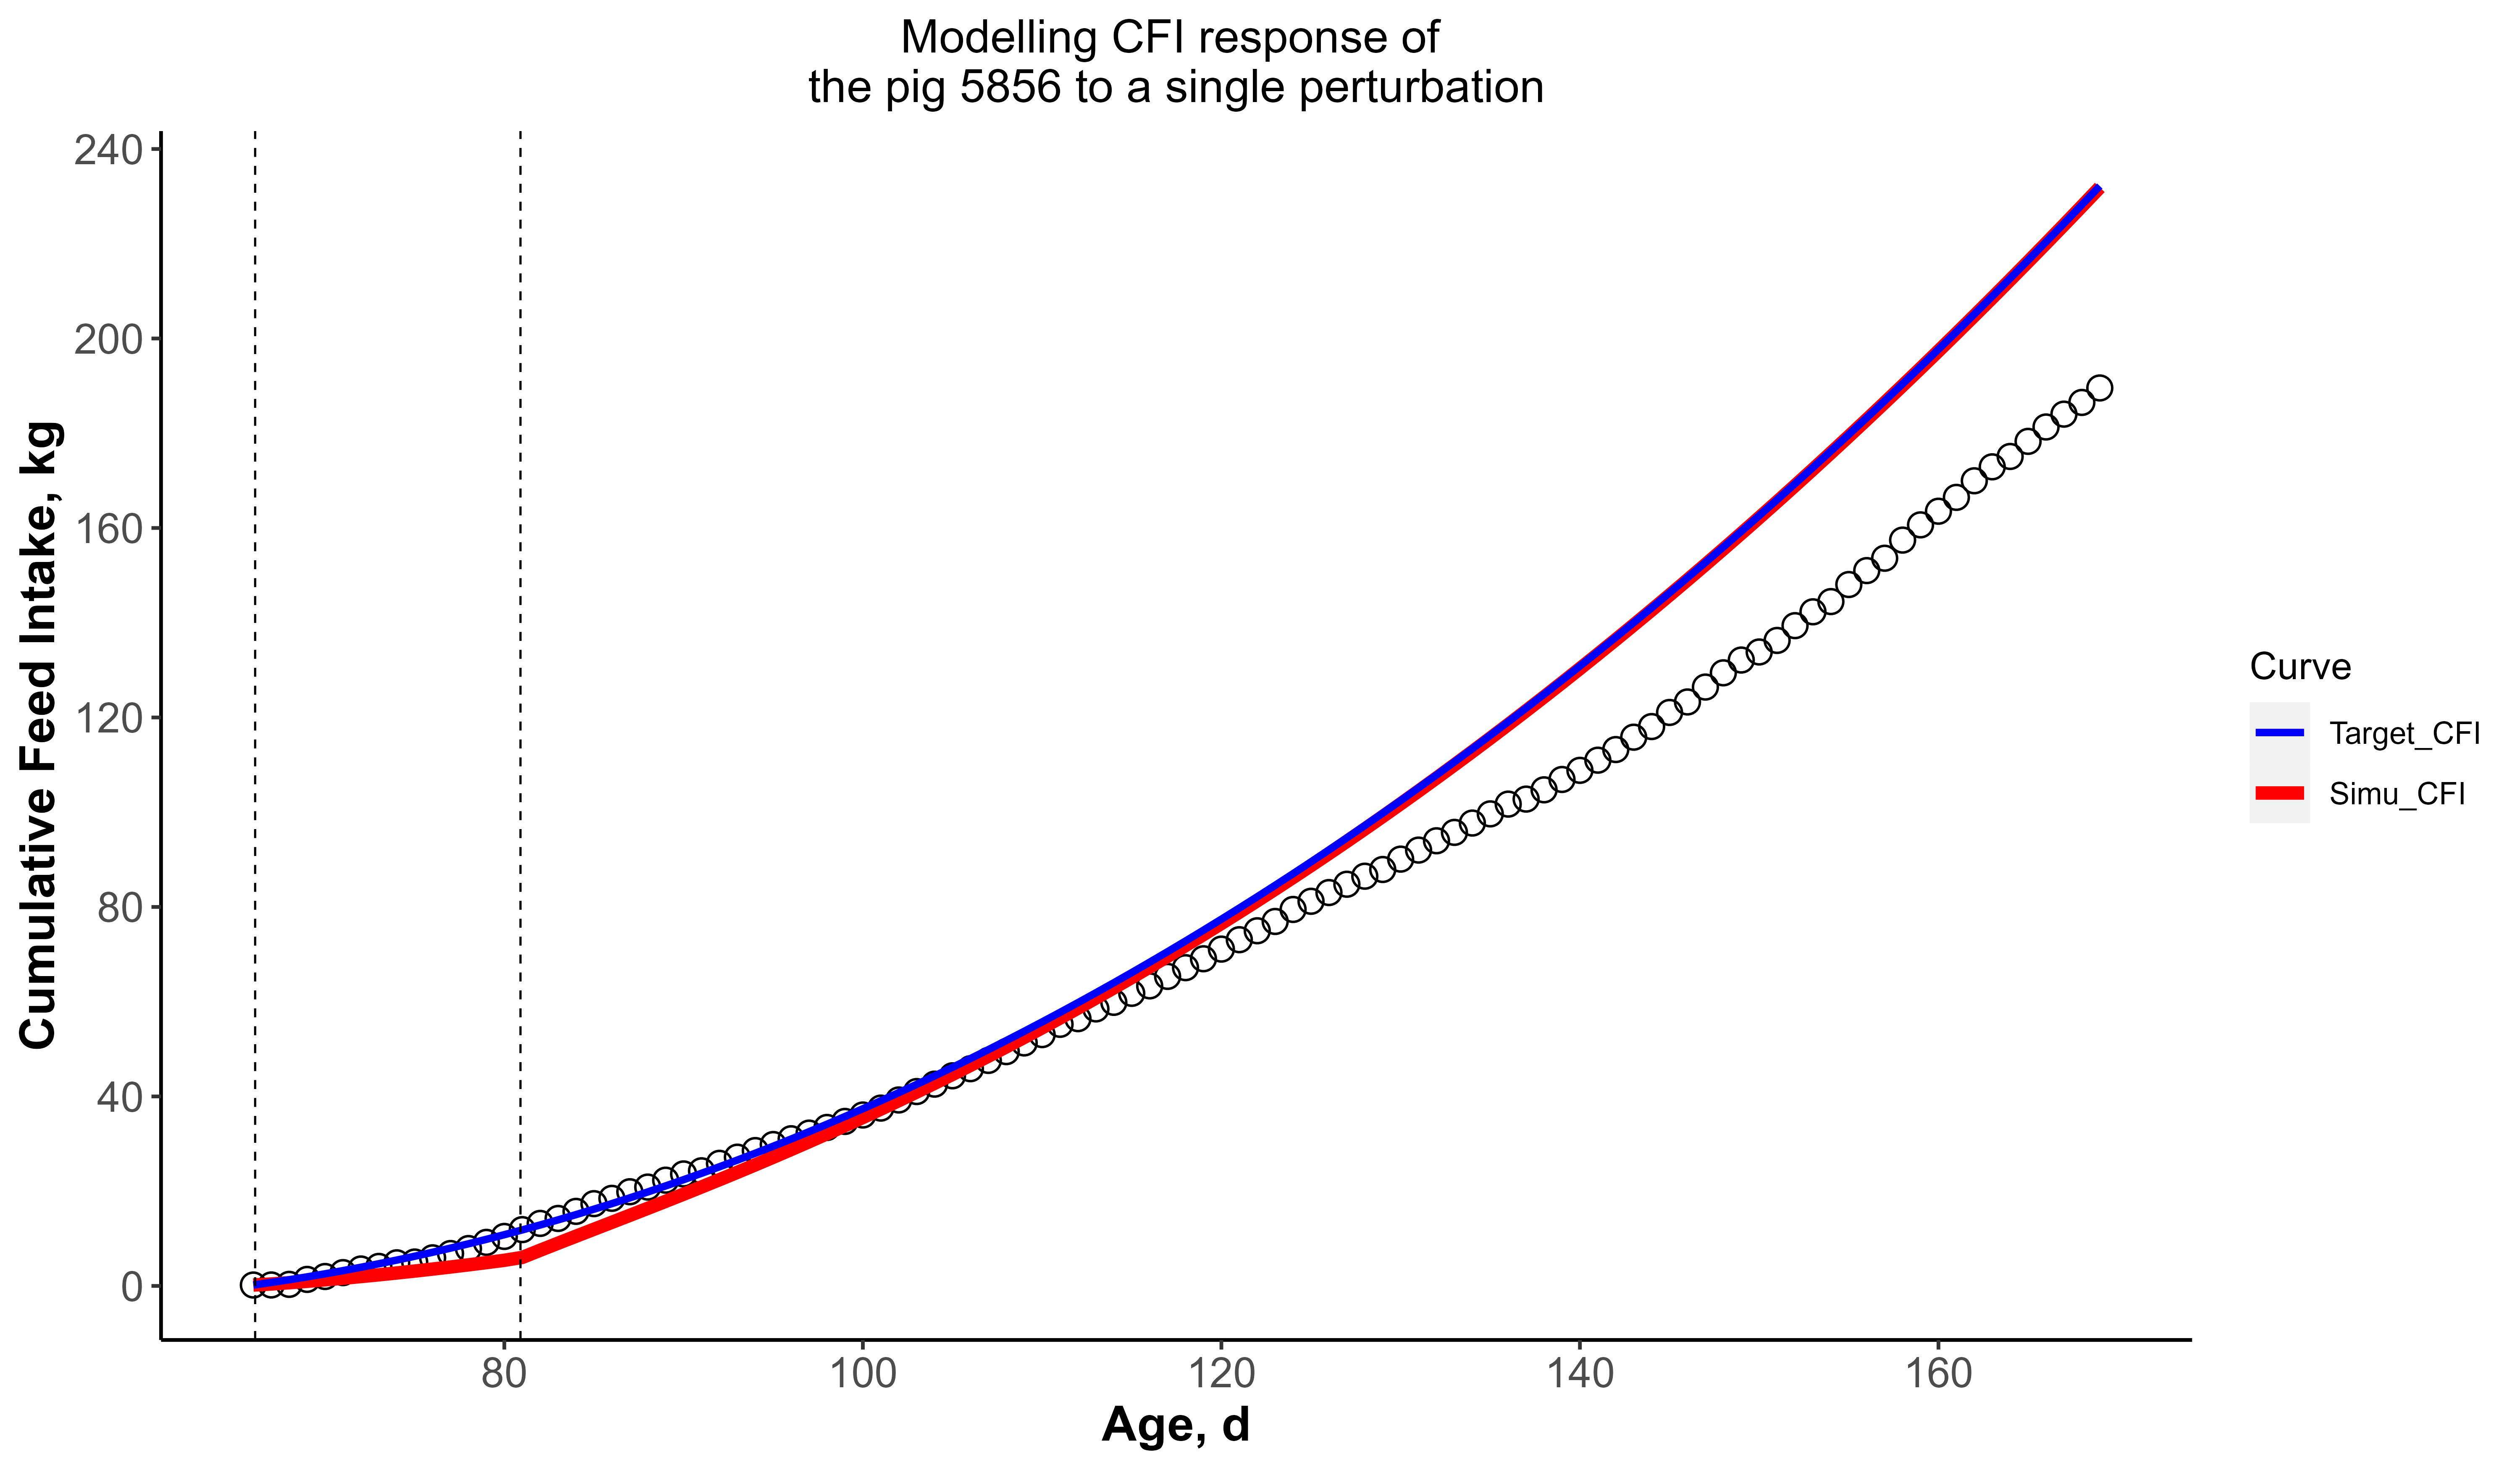 Modelling CFI response of
the pig 5856 to a single perturbation
Cumulative Feed Intake, kg
240
200
160
120
80
40
0
80 100 120 140 160
Age, d
Curve
Target_CFI
Simu_CFI